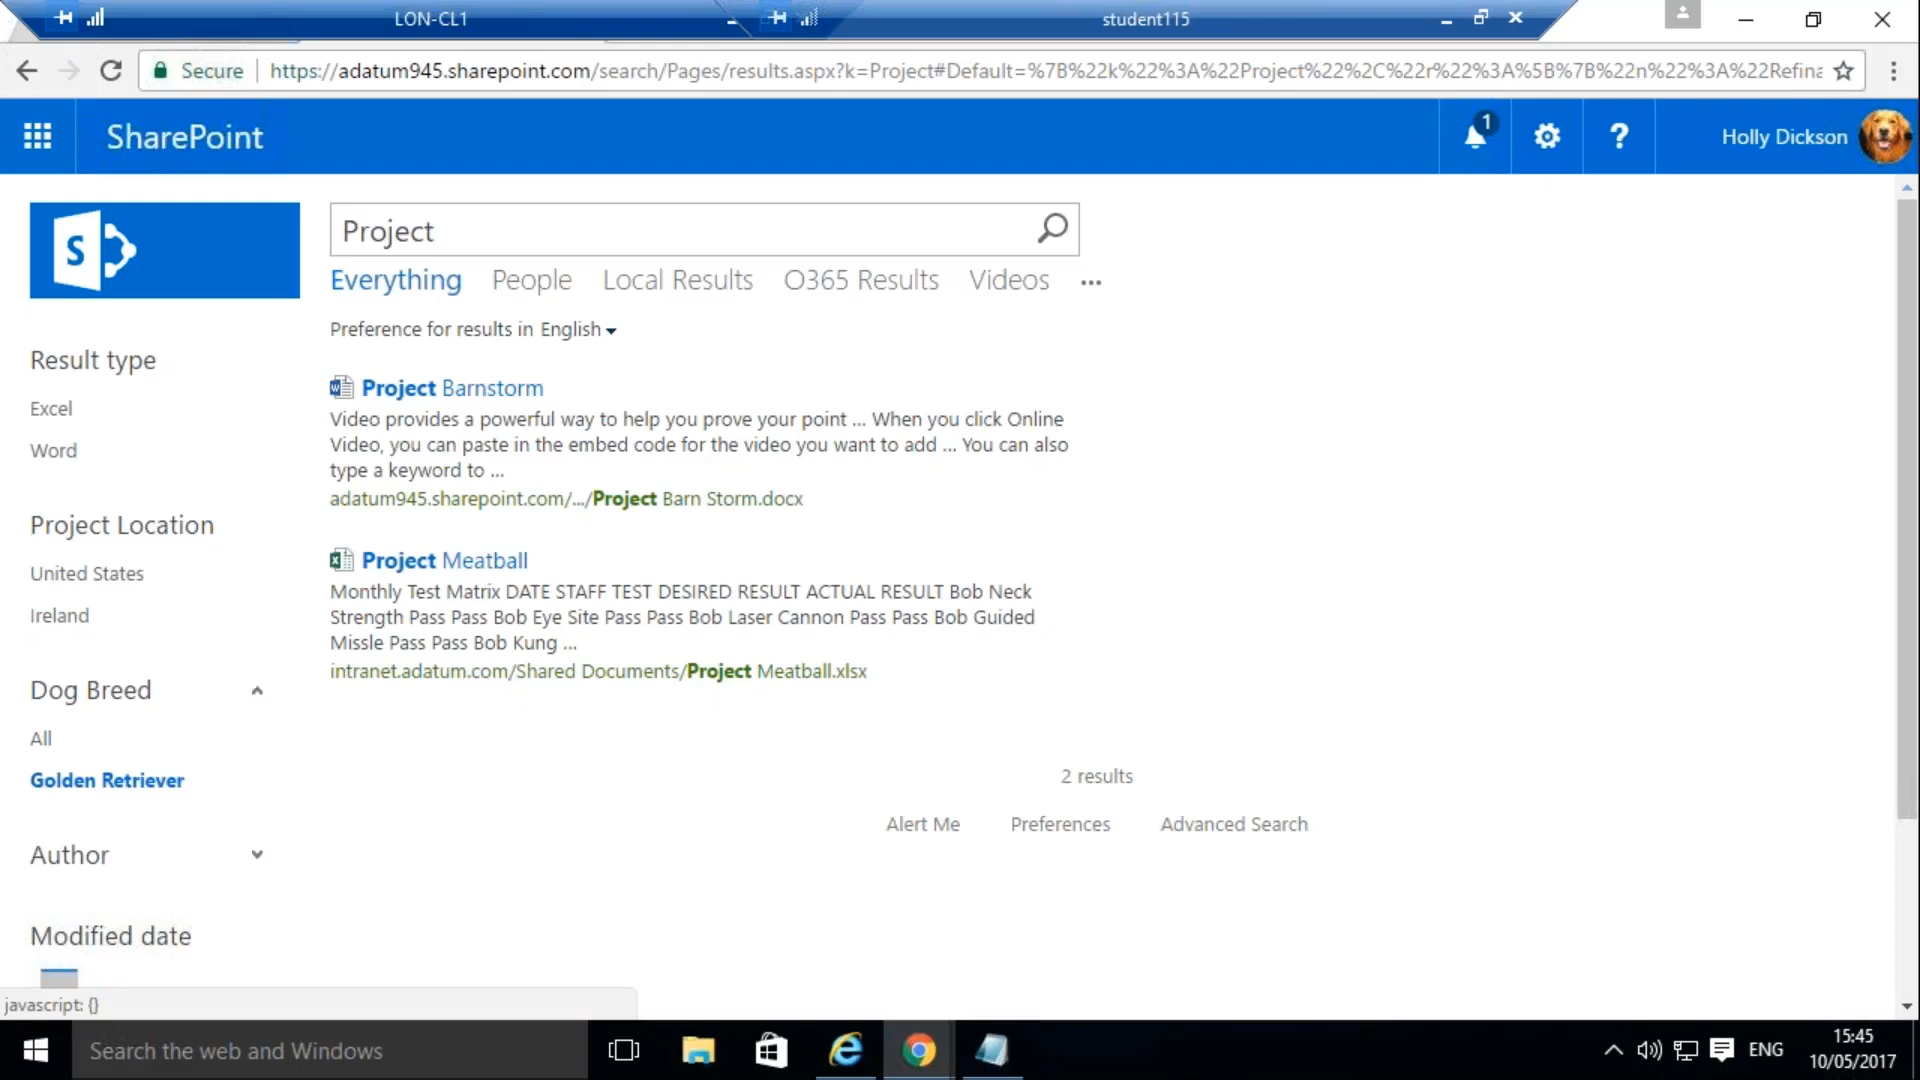 LON-CL1
student115
Secure
https://adatum945.sharepoint.com/search/Pages/results.aspx?k=Project#Default=%7B%22k%22%3A%22Project%22%2C%22r%22%3A%5B%7B%22n%22%3A%22Refina
SharePoint
1
?
Holly Dickson
S
Project
Everything
People
Local Results
O365 Results
Videos
...
Preference for results in English
Result type
Excel
Word
Project Location
United States
Ireland
Dog Breed
All
Golden Retriever
Author
Modified date
Project Barnstorm
Video provides a powerful way to help you prove your point ... When you click Online
Video, you can paste in the embed code for the video you want to add ... You can also
type a keyword to ...
adatum945.sharepoint.com/.../Project Barn Storm.docx
Project Meatball
Monthly Test Matrix DATE STAFF TEST DESIRED RESULT ACTUAL RESULT Bob Neck
Strength Pass Pass Bob Eye Site Pass Pass Bob Laser Cannon Pass Pass Bob Guided
Missle Pass Pass Bob Kung ...
intranet.adatum.com/Shared Documents/Project Meatball.xlsx
2 results
Alert Me
Preferences
Advanced Search
javascript: {}
Search the web and Windows
ENG
15:45
10/05/2017